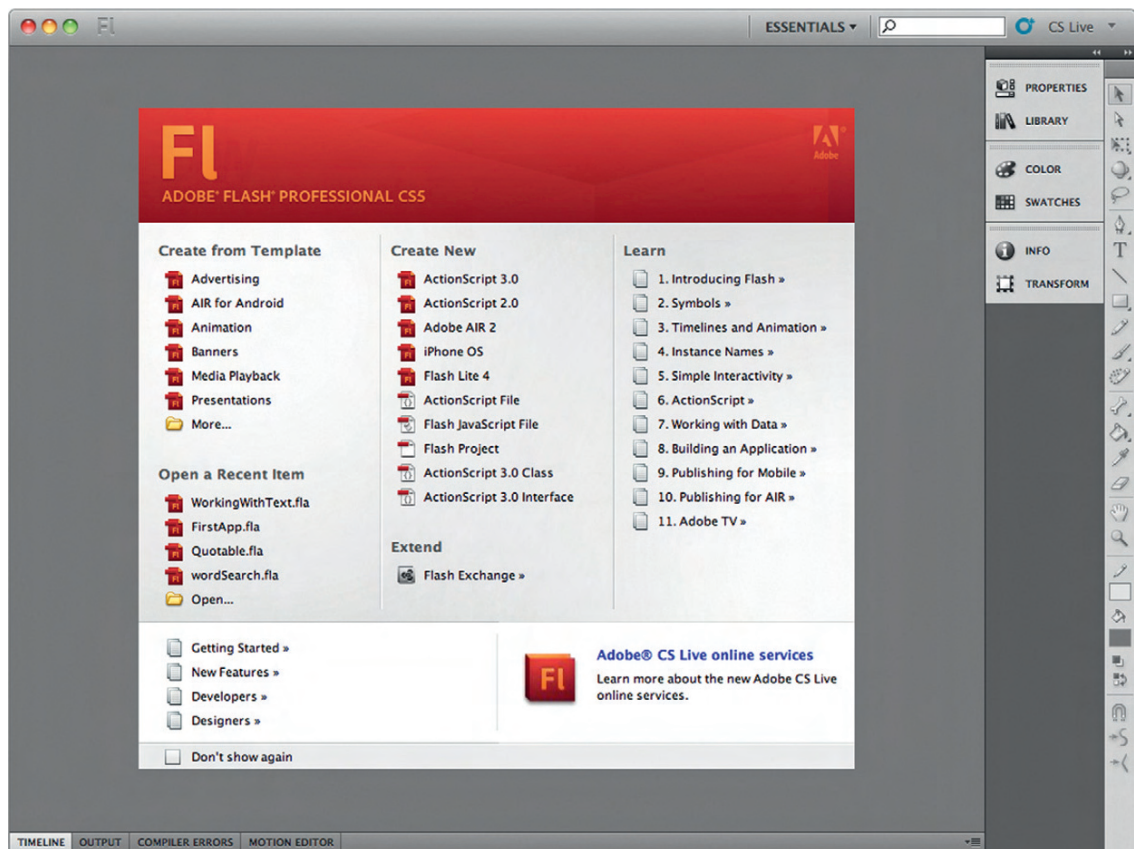 Fl
ESSENTIALS
CS Live
PROPERTIES
LIBRARY
COLOR
SWATCHES
INFO
TRANSFORM
T
Fl
Adobe®
ADOBE® FLASH® PROFESSIONAL CS5
Create from Template
Advertising
AIR for Android
Animation
Banners
Media Playback
Presentations
More...
Open a Recent Item
WorkingWithText.fla
FirstApp.fla
Quotable.fla
wordSearch.fla
Open...
Create New
ActionScript 3.0
ActionScript 2.0
Adobe AIR 2
iPhone OS
Flash Lite 4
ActionScript File
Flash JavaScript File
Flash Project
ActionScript 3.0 Class
ActionScript 3.0 Interface
Extend
Flash Exchange »
Learn
1. Introducing Flash »
2. Symbols »
3. Timelines and Animation »
4. Instance Names »
5. Simple Interactivity »
6. ActionScript »
7. Working with Data »
8. Building an Application »
9. Publishing for Mobile »
10. Publishing for AIR »
11. Adobe TV »
Getting Started »
New Features »
Developers »
Designers »
Fl
Adobe® CS Live online services
Learn more about the new Adobe CS Live
online services.
Don't show again
TIMELINE
OUTPUT
COMPILER ERRORS
MOTION EDITOR